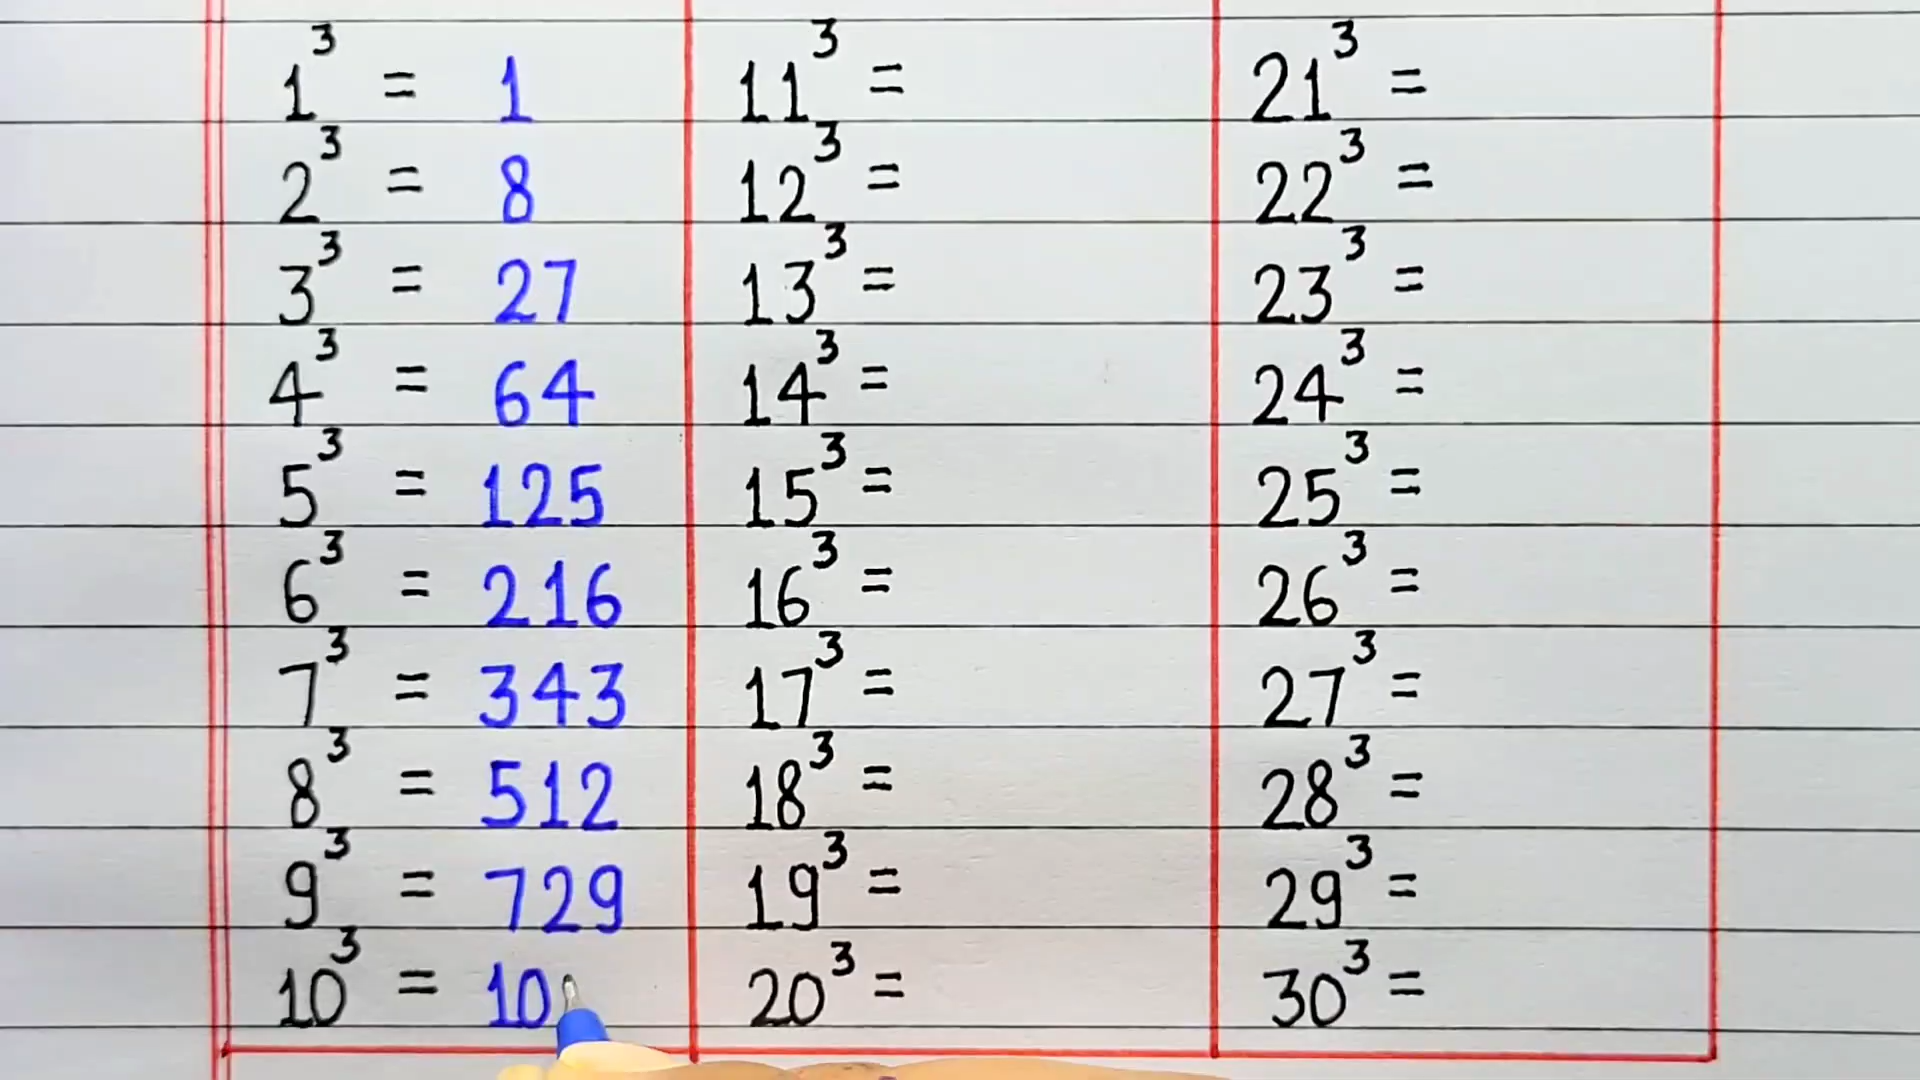 1³ = 1
2³ = 8
3³ = 27
4³ = 64
5³ = 125
6³ = 216
7³ = 343
8³ = 512
9³ = 729
10³ = 10
11³ =
12³ =
13³ =
14³ =
15³ =
16³ =
17³ =
18³ =
19³ =
20³ =
21³ =
22³ =
23³ =
24³ =
25³ =
26³ =
27³ =
28³ =
29³ =
30³ =